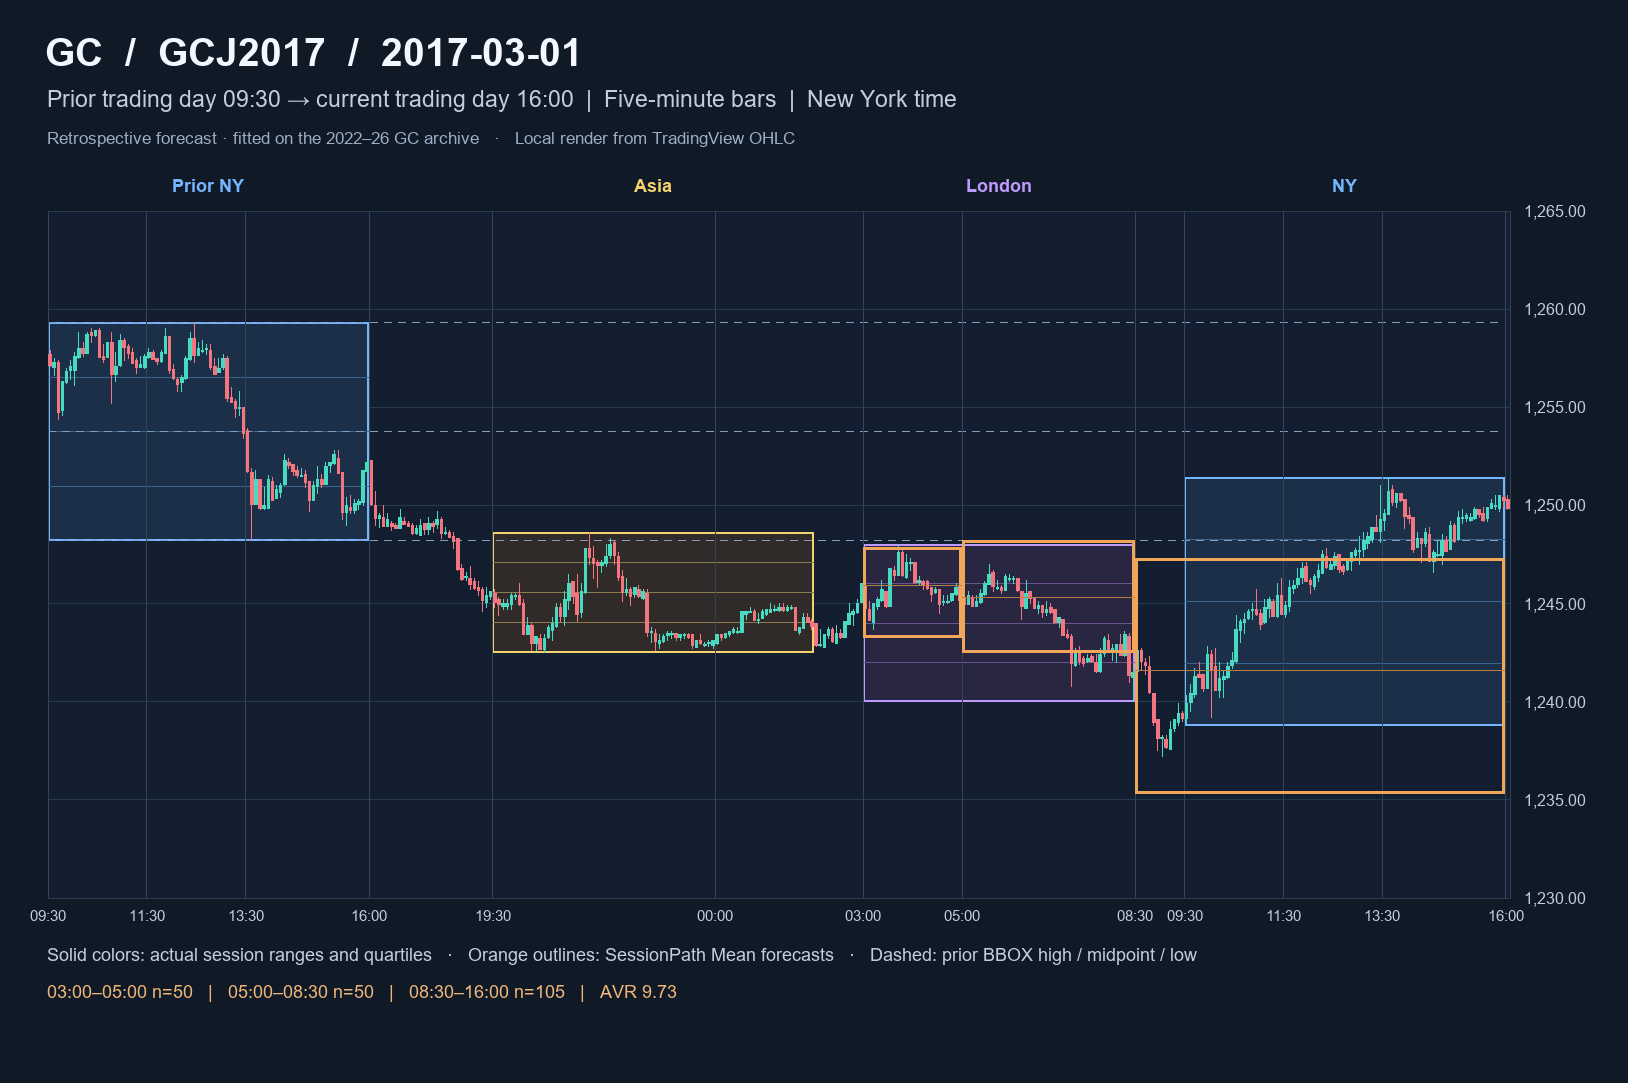 GC / GCJ2017 / 2017-03-01
Prior trading day 09:30 → current trading day 16:00 | Five-minute bars | New York time
Retrospective forecast · fitted on the 2022–26 GC archive · Local render from TradingView OHLC
Prior NY Asia London NY
1,265.00
1,260.00
1,255.00
1,250.00
1,245.00
1,240.00
1,235.00
1,230.00
09:30 11:30 13:30 16:00 19:30 00:00 03:00 05:00 08:30 09:30 11:30 13:30 16:00
Solid colors: actual session ranges and quartiles · Orange outlines: SessionPath Mean forecasts · Dashed: prior BBOX high / midpoint / low
03:00–05:00 n=50 | 05:00–08:30 n=50 | 08:30–16:00 n=105 | AVR 9.73